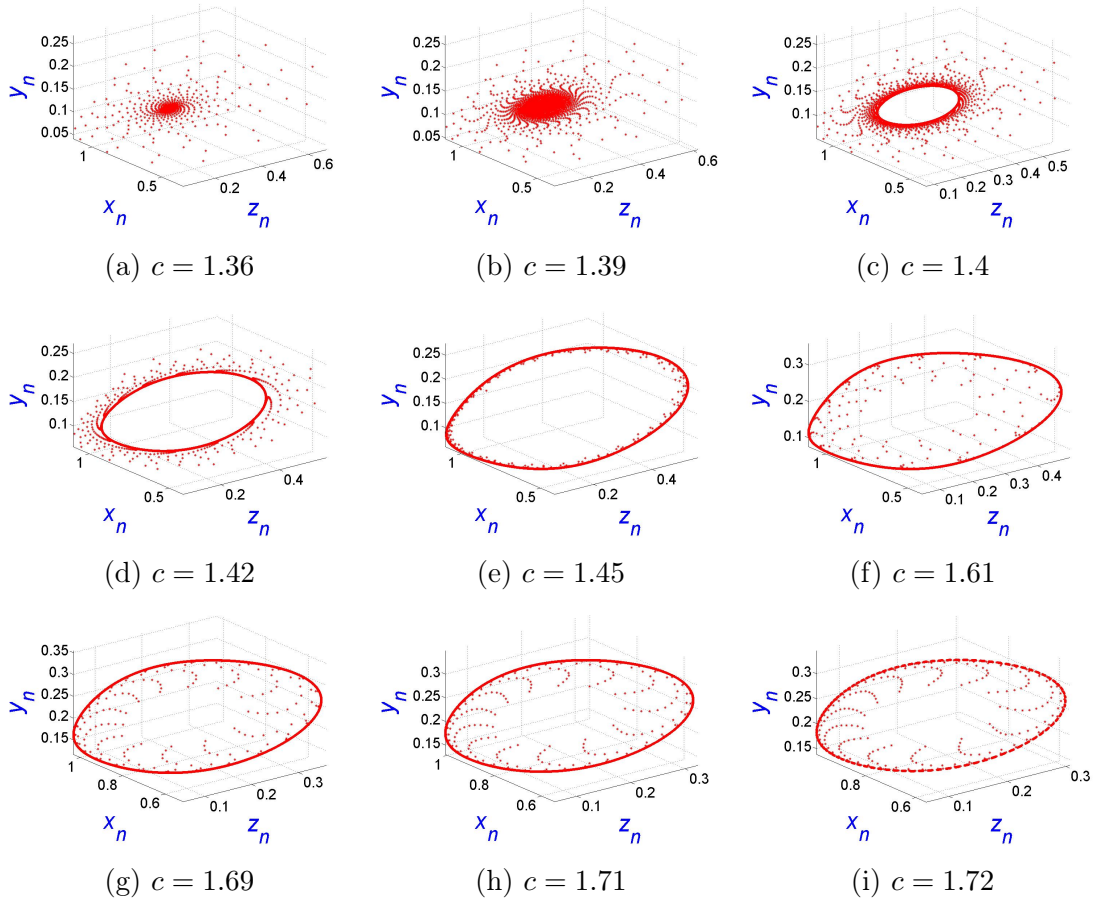 0.25
0.2
0.15
0.1
0.05
y_n
1
0.5
x_n
0.2
0.4
0.6
z_n
(a) c = 1.36
0.25
0.2
0.15
0.1
0.05
y_n
1
0.5
x_n
0.2
0.4
0.6
z_n
(b) c = 1.39
0.25
0.2
0.15
0.1
y_n
1
0.5
x_n
0.1
0.2
0.3
0.4
0.5
z_n
(c) c = 1.4
0.25
0.2
0.15
0.1
y_n
1
0.5
x_n
0.2
0.4
z_n
(d) c = 1.42
0.25
0.2
0.15
0.1
y_n
1
0.5
x_n
0.2
0.4
z_n
(e) c = 1.45
0.3
0.2
0.1
y_n
1
0.5
x_n
0.1
0.2
0.3
0.4
z_n
(f) c = 1.61
0.35
0.3
0.25
0.2
0.15
y_n
1
0.8
0.6
x_n
0.1
0.2
0.3
z_n
(g) c = 1.69
0.3
0.25
0.2
0.15
y_n
1
0.8
0.6
x_n
0.1
0.2
0.3
z_n
(h) c = 1.71
0.3
0.25
0.2
0.15
y_n
0.8
0.6
x_n
0.1
0.2
0.3
z_n
(i) c = 1.72